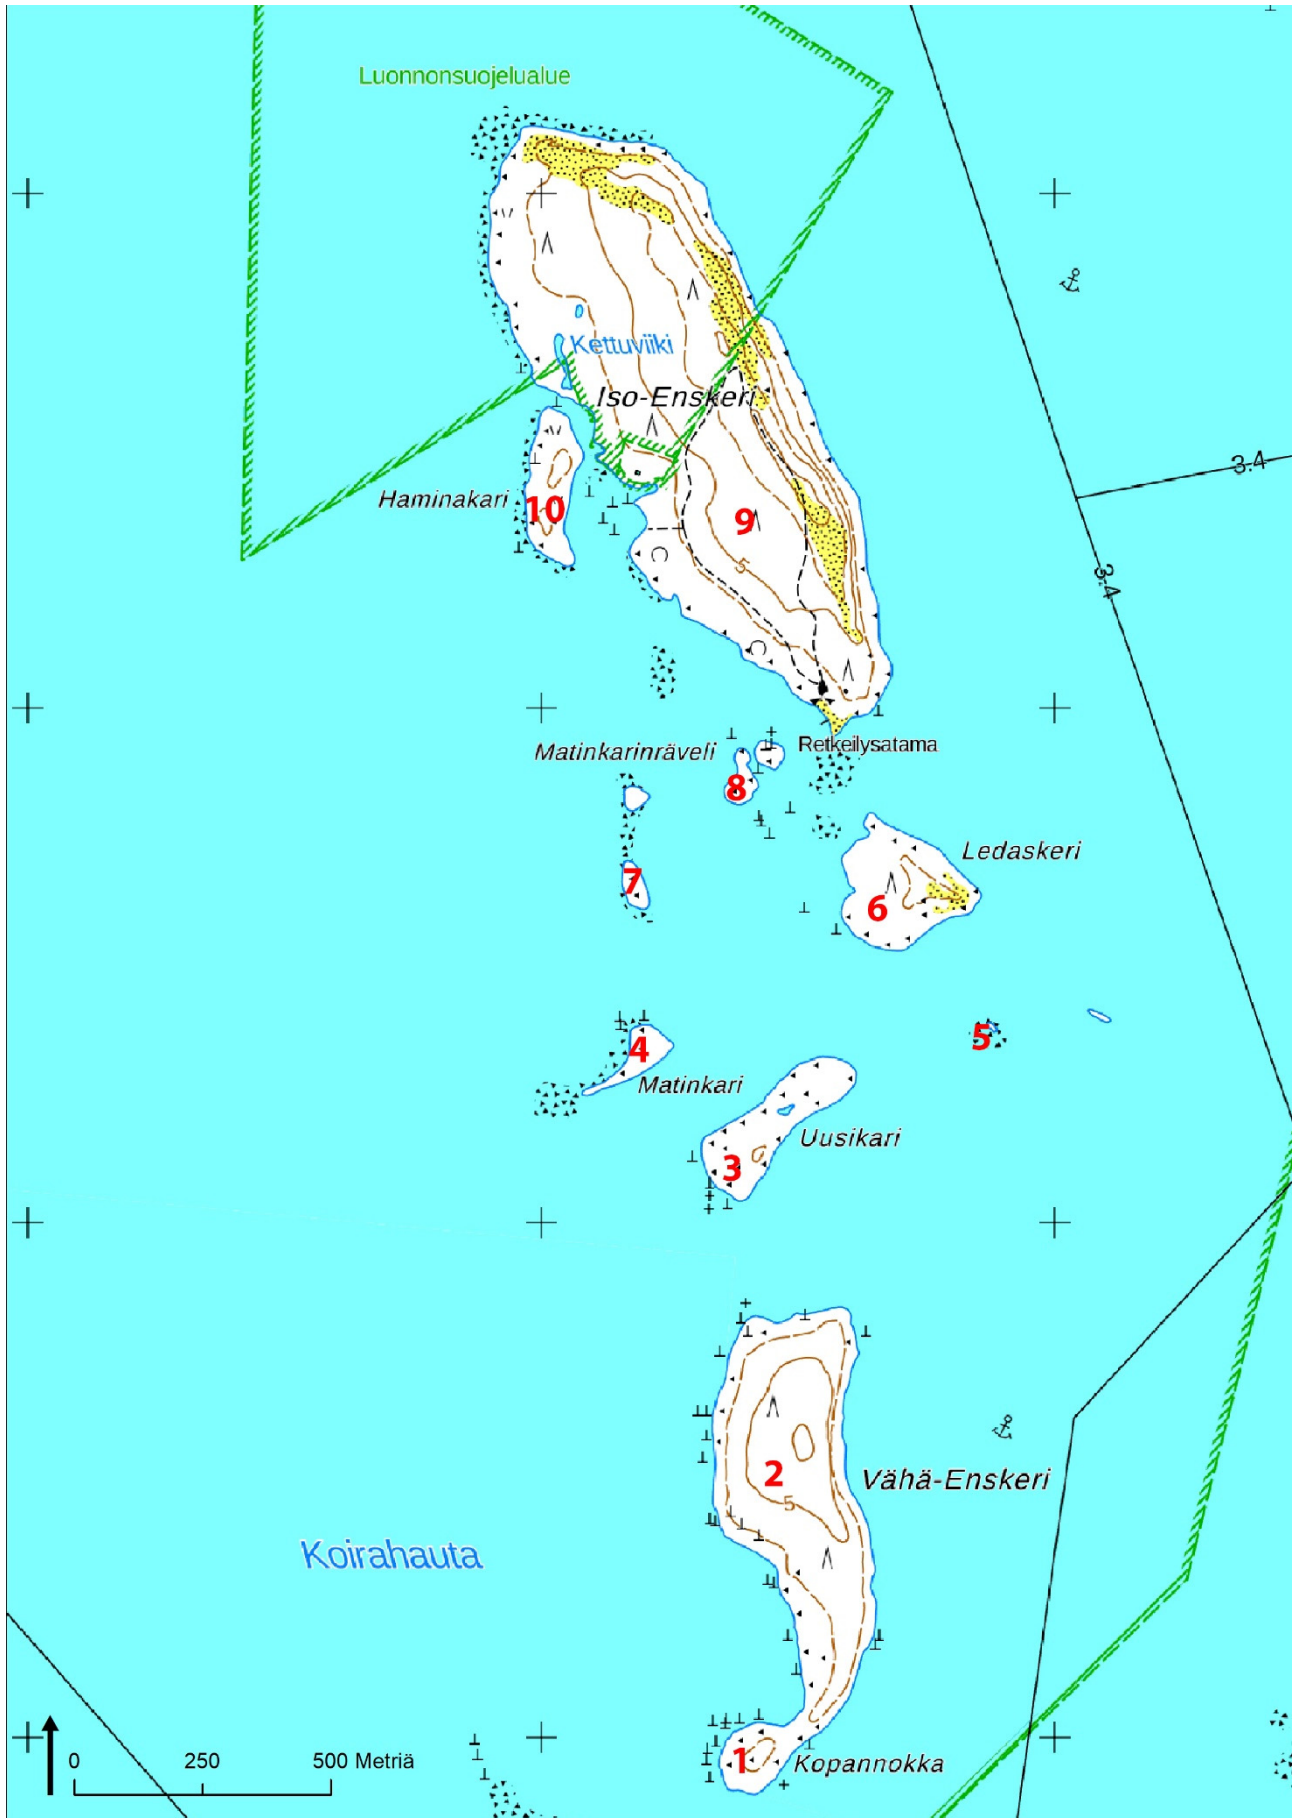 Luonnonsuojelualue
Kettuviiki
Iso-Enskeri
3.4
Haminakari
10
9
5
3.4
Matinkarinräveli
Retkeilysatama
8
Ledaskeri
7
6
5
4
Matinkari
Uusikari
3
2
Vähä-Enskeri
5
Koirahauta
0 250 500 Metriä
1
Kopannokka